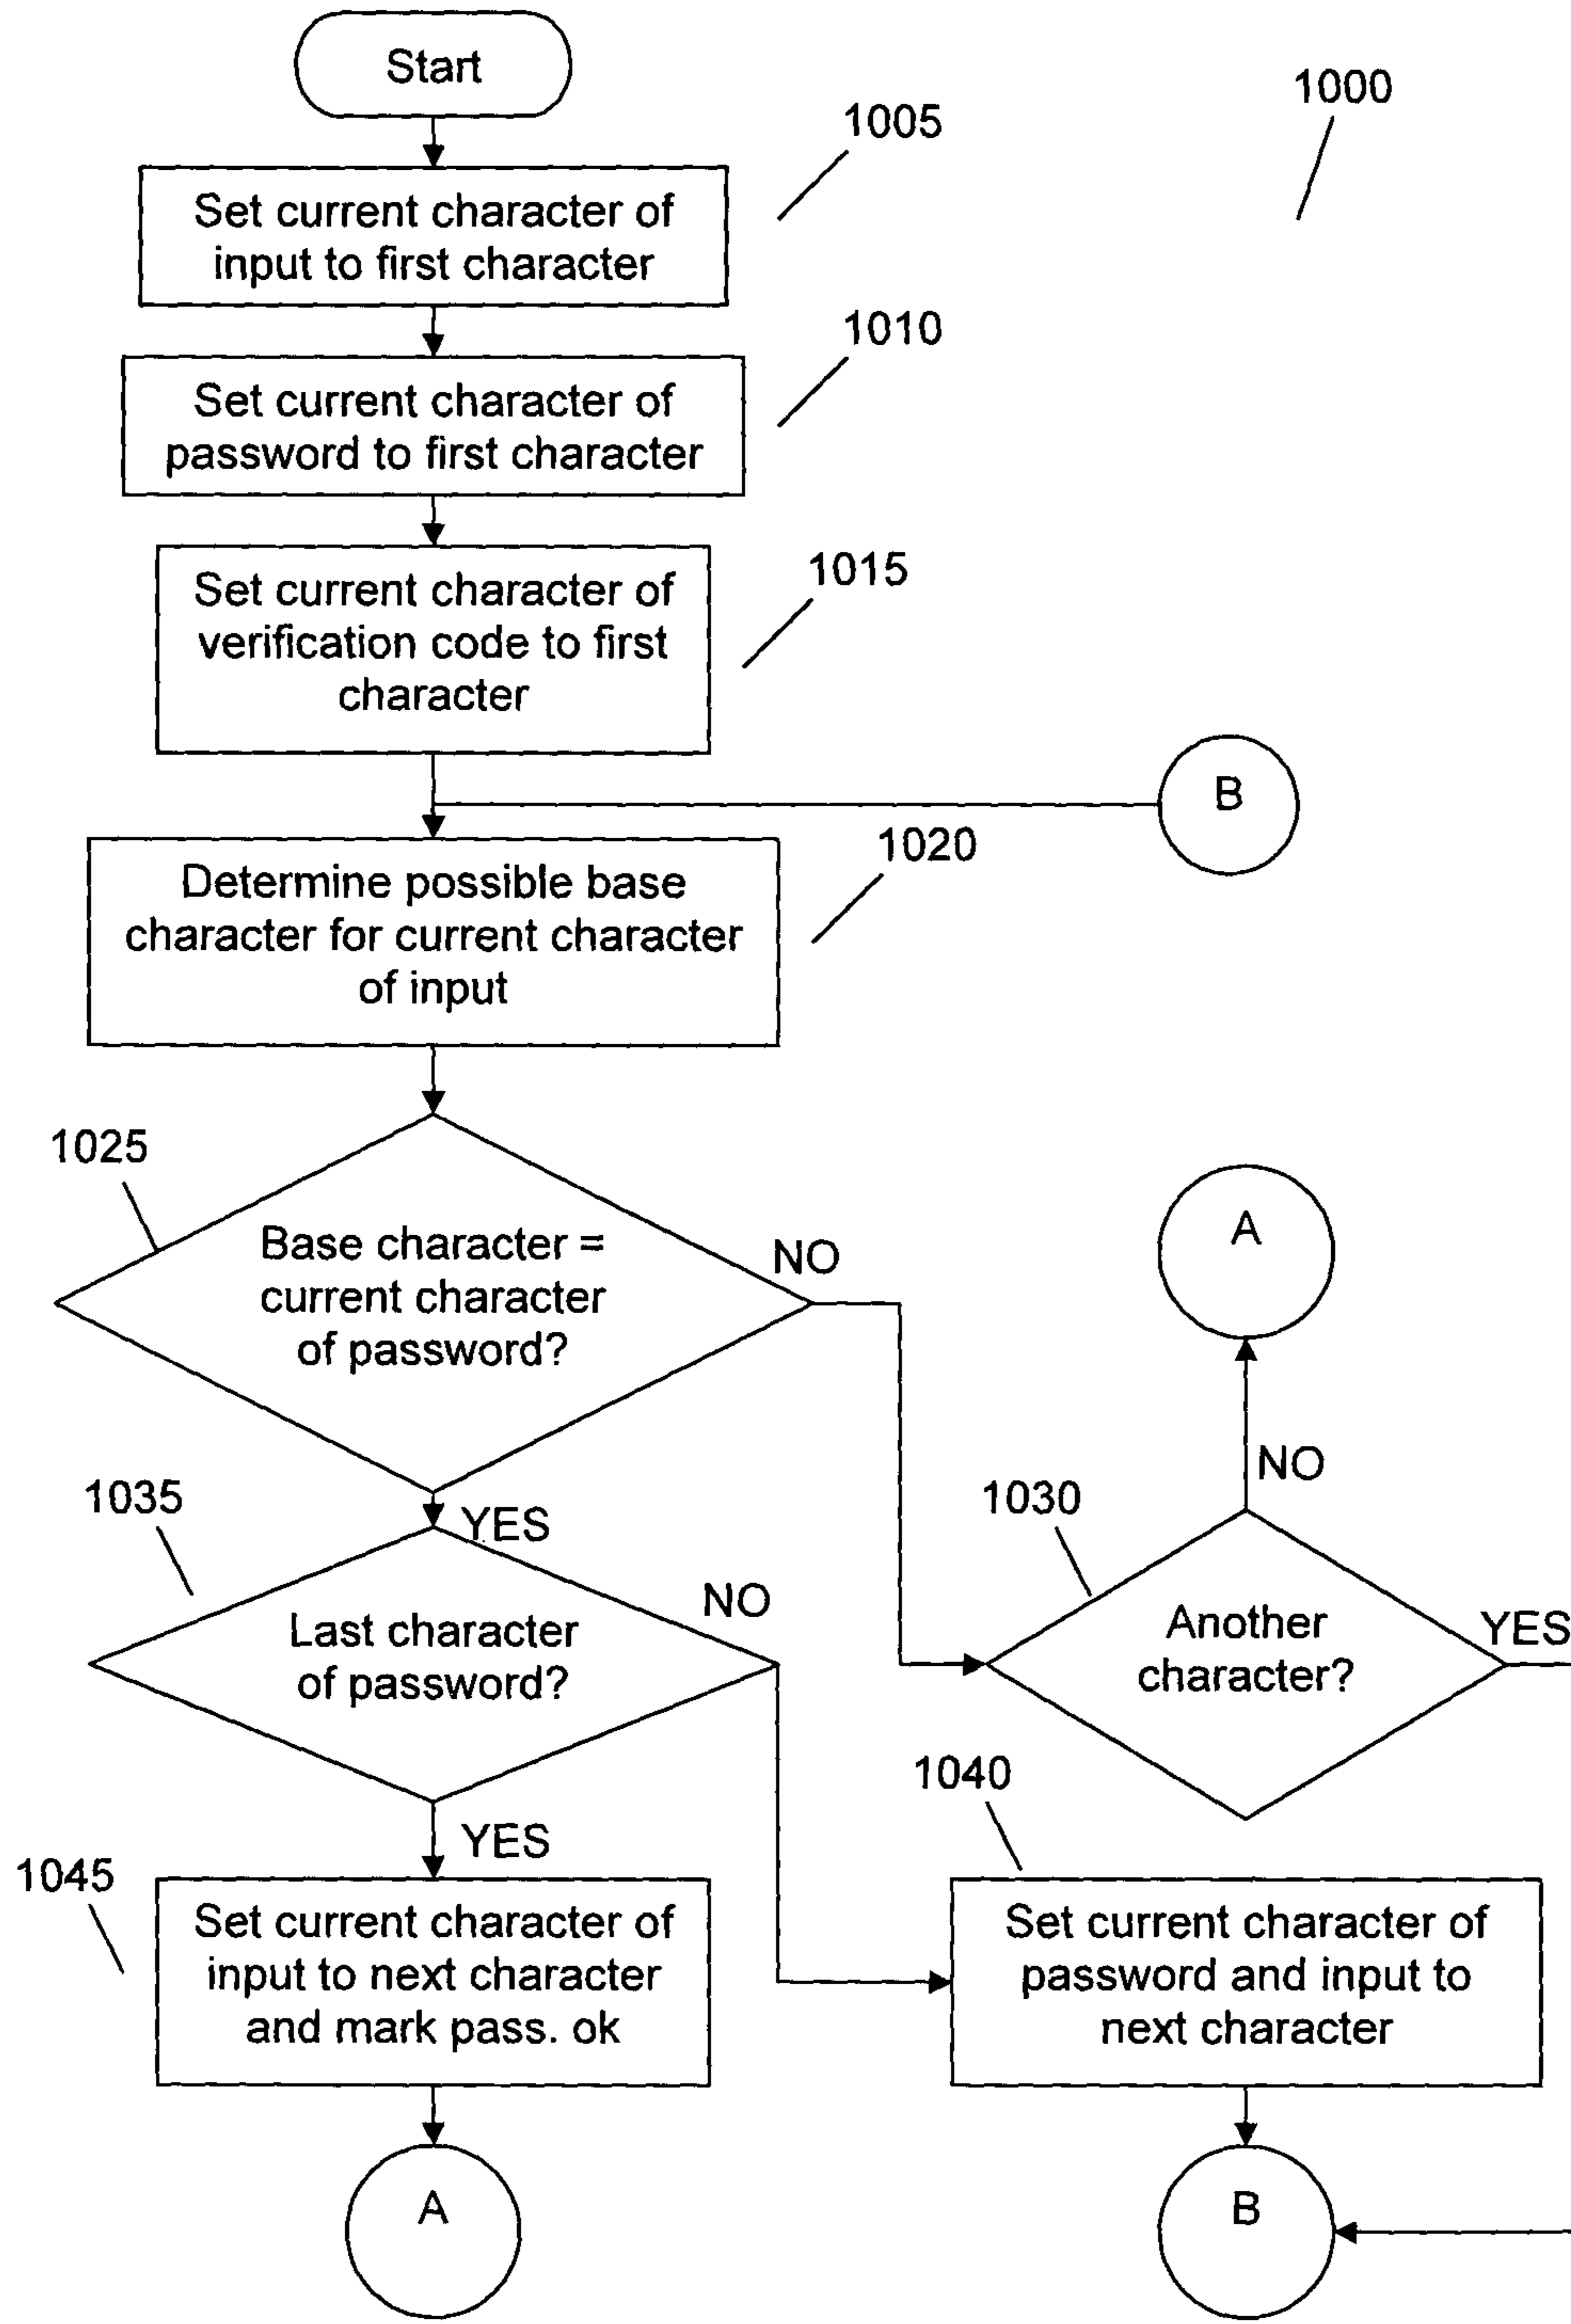 Start
1000
1005
Set current character of
input to first character
1010
Set current character of
password to first character
1015
Set current character of
verification code to first
character
B
1020
Determine possible base
character for current character
of input
1025
Base character =
current character
of password?
NO
A
NO
YES
1035
1030
Last character
of password?
NO
Another
character?
YES
YES
1040
1045
Set current character of
input to next character
and mark pass. ok
Set current character of
password and input to
next character
A
B